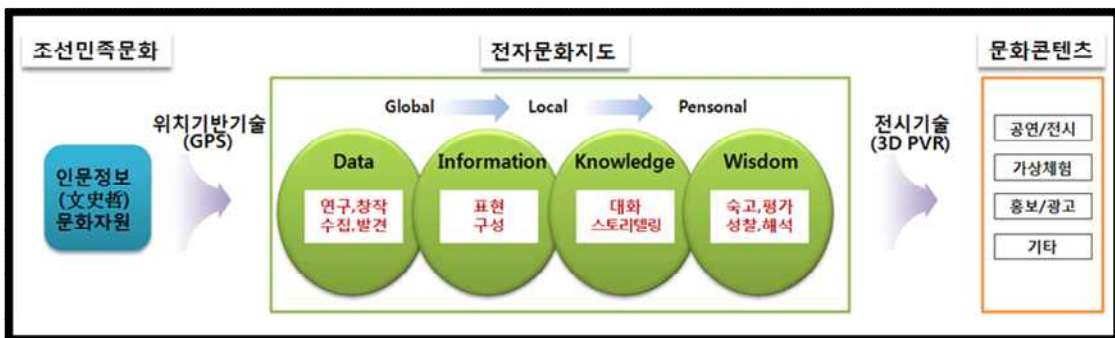 조선민족문화
전자문화지도
문화콘텐츠
위치기반기술
(GPS)
인문정보
(文史哲)
문화자원
Global
Local
Pensonal
Data
연구,창작
수집,발견
Information
표현
구성
Knowledge
대화
스토리텔링
Wisdom
숙고,평가
성찰,해석
전시기술
(3D PVR)
공연/전시
가상체험
홍보/광고
기타